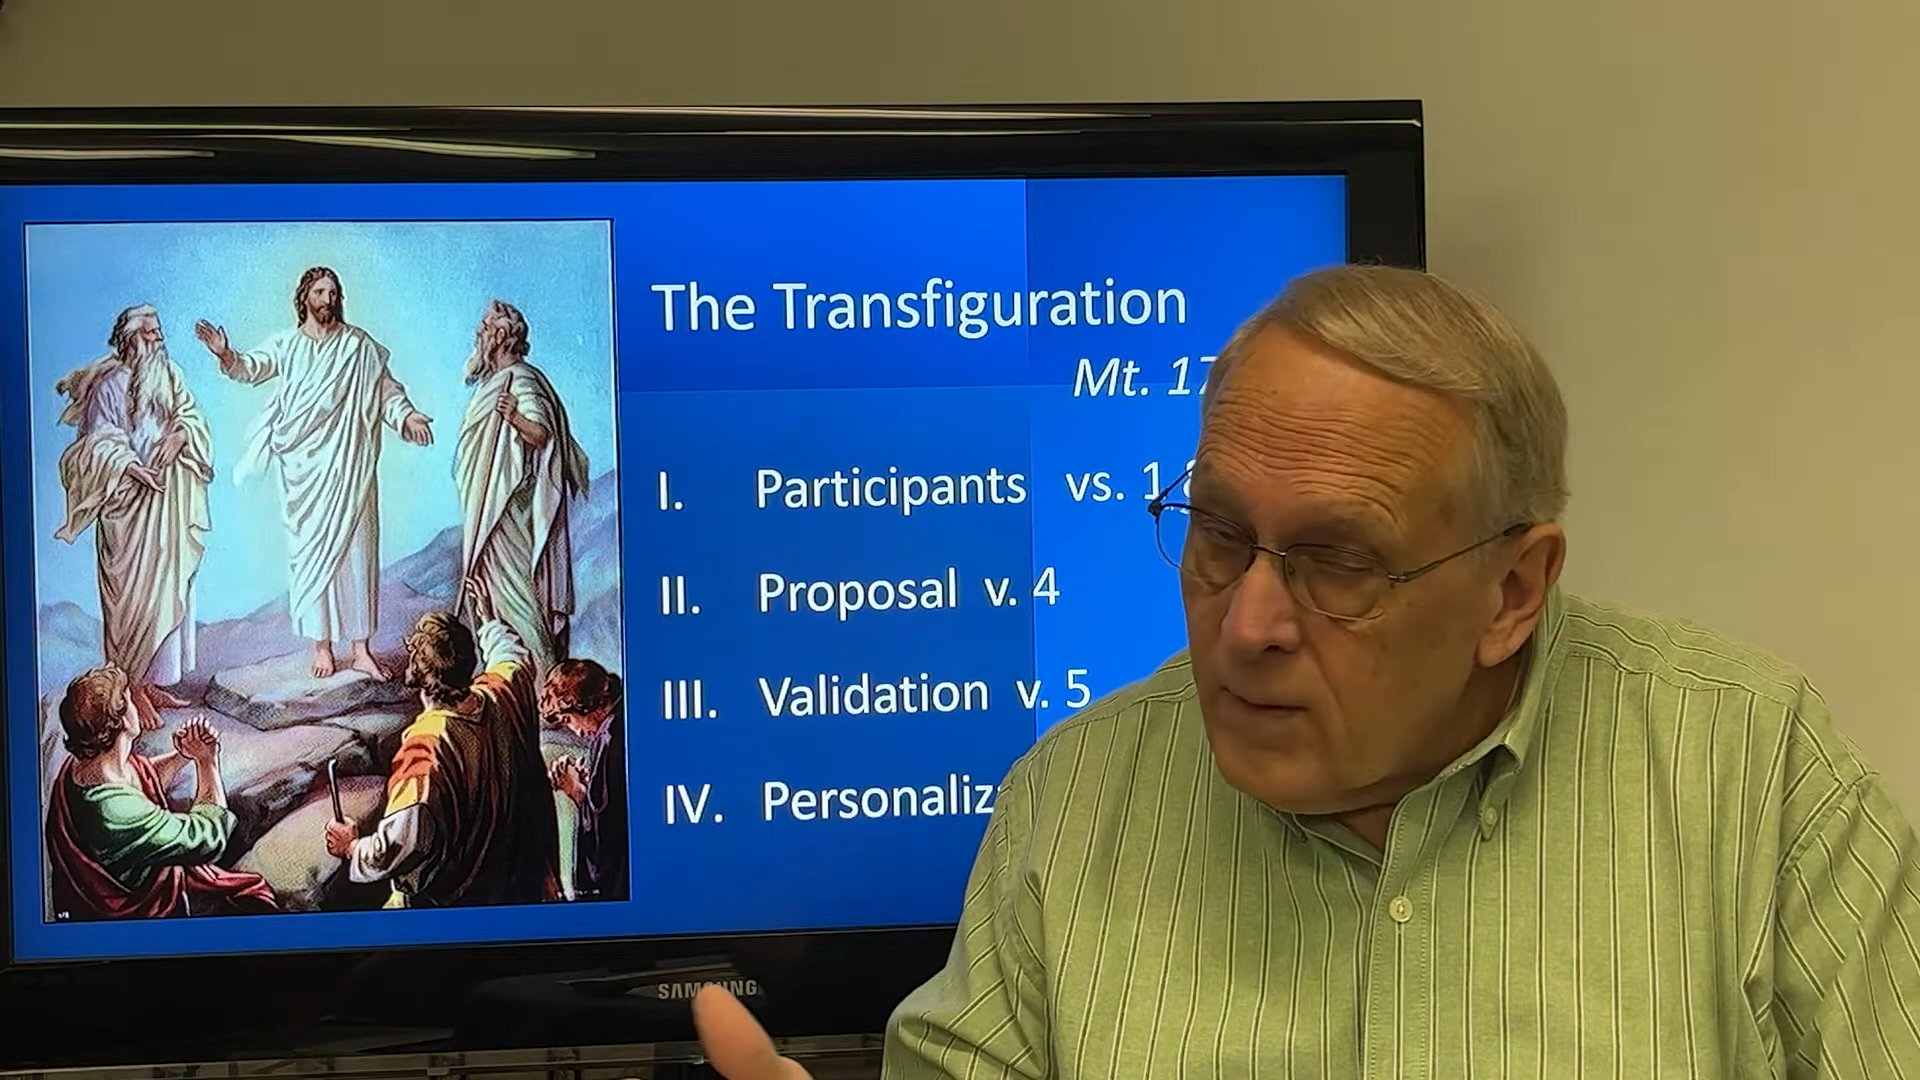 The Transfiguration
Mt. 17
I. Participants vs. 1
II. Proposal v. 4
III. Validation v. 5
IV. Personaliz
SAMSUNG